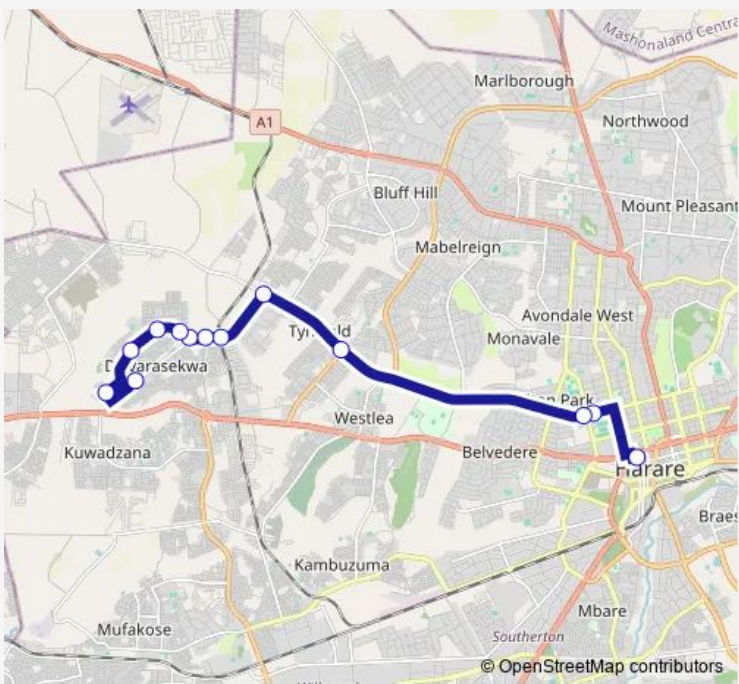 Mashonaland Centra
Marlborough
A1
Northwood
Bluff Hill
Mount Pleasant
Mabelreign
Avondale West
Monavale
Westlea
Kuwadzana
Belvedere
Harare
Braes
Kambuzuma
Mbare
Mufakose
Southerton
© OpenStreetMap contributors